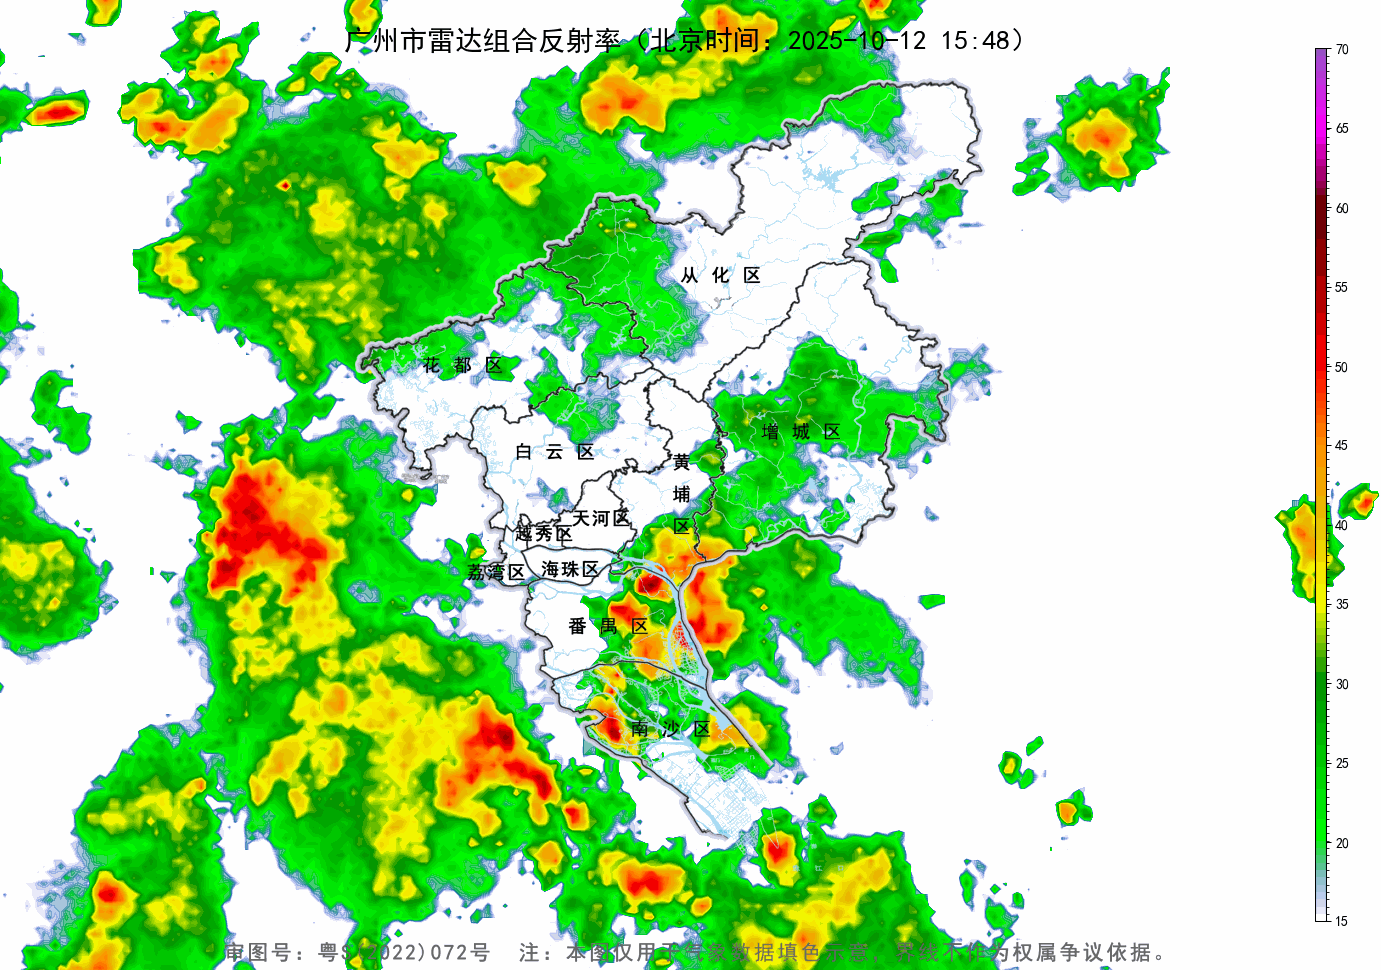 广州市雷达组合反射率（北京时间：2025-10-12 15:48）
70
65
60
55
50
45
40
35
30
25
20
15
从化区
花都区
增城区
白云区
黄埔区
天河区
越秀区
荔湾区
海珠区
番禺区
南沙区
审图号：粤S(2022)072号 注：本图仅用于气象数据填色示意，界线不作为权属争议依据。